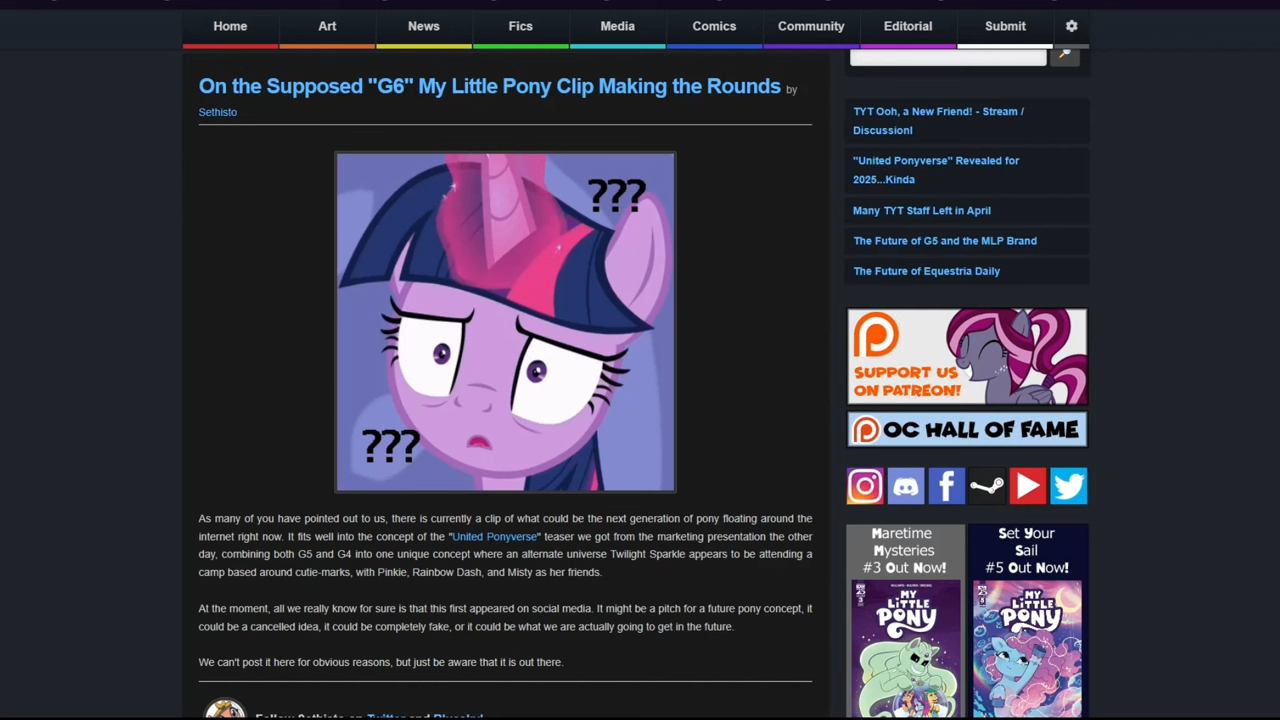 Home Art News Fics Media Comics Community Editorial Submit
On the Supposed "G6" My Little Pony Clip Making the Rounds by
Sethisto
???
???
As many of you have pointed out to us, there is currently a clip of what could be the next generation of pony floating around the
internet right now. It fits well into the concept of the "United Ponyverse" teaser we got from the marketing presentation the other
day, combining both G5 and G4 into one unique concept where an alternate universe Twilight Sparkle appears to be attending a
camp based around cutie-marks, with Pinkie, Rainbow Dash, and Misty as her friends.
At the moment, all we really know for sure is that this first appeared on social media. It might be a pitch for a future pony concept, it
could be a cancelled idea, it could be completely fake, or it could be what we are actually going to get in the future.
We can't post it here for obvious reasons, but just be aware that it is out there.
Follow Sethisto on Twitter and Bluesky!
TYT Ooh, a New Friend! - Stream /
Discussion!
"United Ponyverse" Revealed for
2025...Kinda
Many TYT Staff Left in April
The Future of G5 and the MLP Brand
The Future of Equestria Daily
SUPPORT US
ON PATREON!
OC HALL OF FAME
Maretime
Mysteries
#3 Out Now!
MY
LITTLE
PONY
Set Your
Sail
#5 Out Now!
MY
LITTLE
PONY